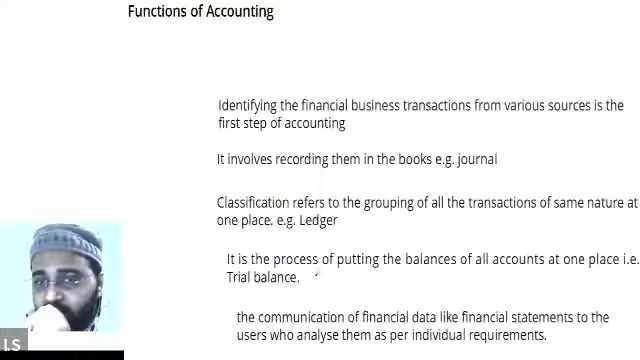 Functions of Accounting
Identifying the financial business transactions from various sources is the
first step of accounting
It involves recording them in the books e.g. journal
Classification refers to the grouping of all the transactions of same nature at
one place. e.g. Ledger
It is the process of putting the balances of all accounts at one place i.e.
Trial balance.
the communication of financial data like financial statements to the
users who analyse them as per individual requirements.
I.S